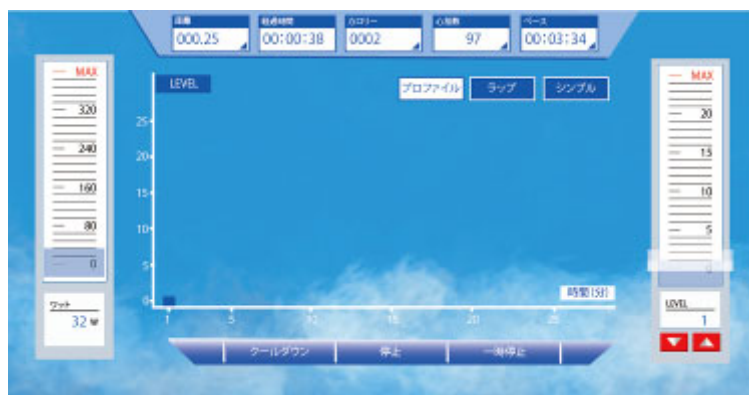 距離 経過時間 カロリー 心拍数 ペース
000.25 00:00:38 0002 97 00:03:34
MAX
320
240
160
80
0
ワット
32 W
LEVEL
プロファイル ラップ シンプル
25
20
15
10
5
0
1 5 10 15 20 25
時間(分)
MAX
20
15
10
5
0
LEVEL
1
クールダウン 停止 一時停止